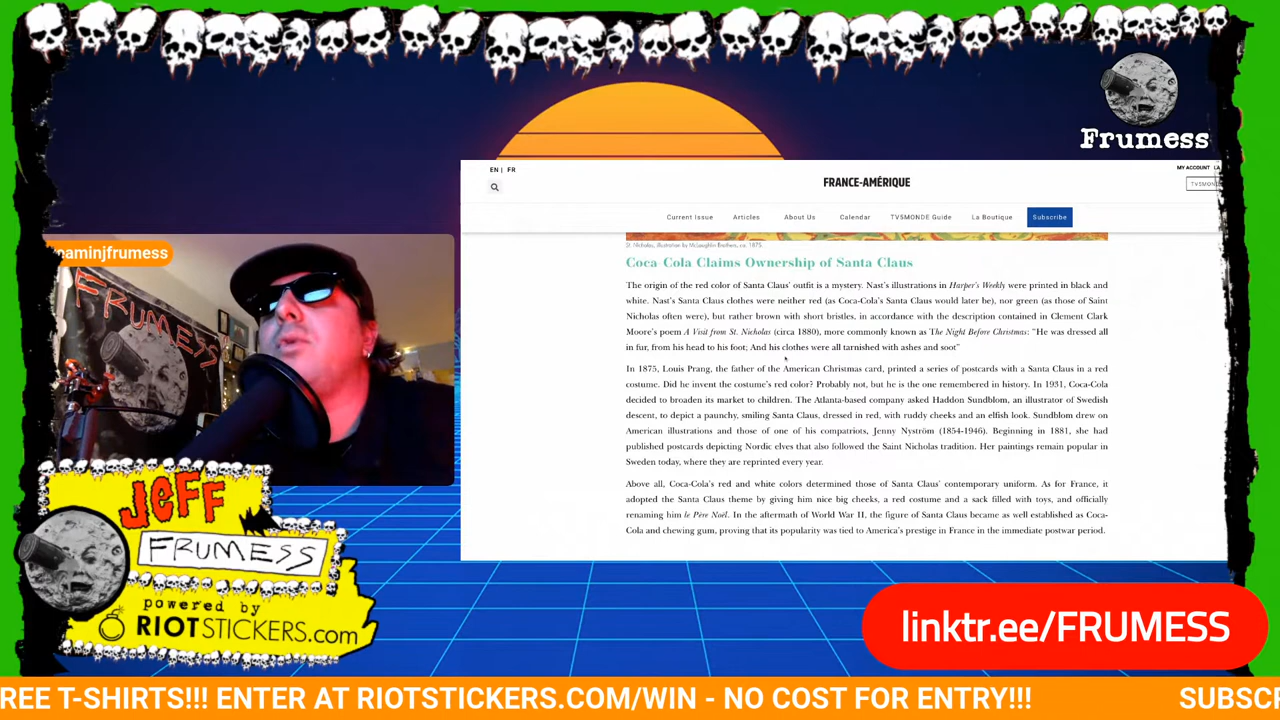 Frumess
EN | FR
FRANCE-AMÉRIQUE
MY ACCOUNT
TV5MOND
Current Issue Articles About Us Calendar TV5MONDE Guide La Boutique Subscribe
St. Nicholas, illustration by McLoughlin Brothers, ca. 1875.
Coca Cola Claims Ownership of Santa Claus
The origin of the red color of Santa Claus' outfit is a mystery. Nast's illustrations in Harper's Weekly were printed in black and
white. Nast's Santa Claus clothes were neither red (as Coca-Cola's Santa Claus would later be), nor green (as those of Saint
Nicholas often were), but rather brown with short bristles, in accordance with the description contained in Clement Clark
Moore's poem A Visit from St. Nicholas (circa 1880), more commonly known as The Night Before Christmas: "He was dressed all
in fur, from his head to his foot; And his clothes were all tarnished with ashes and soot"
In 1875, Louis Prang, the father of the American Christmas card, printed a series of postcards with a Santa Claus in a red
costume. Did he invent the costume's red color? Probably not, but he is the one remembered in history. In 1931, Coca-Cola
decided to broaden its market to children. The Atlanta-based company asked Haddon Sundblom, an illustrator of Swedish
descent, to depict a paunchy, smiling Santa Claus, dressed in red, with ruddy cheeks and an elfish look. Sundblom drew on
American illustrations and those of one of his compatriots, Jenny Nyström (1854-1946). Beginning in 1881, she had
published postcards depicting Nordic elves that also followed the Saint Nicholas tradition. Her paintings remain popular in
Sweden today, where they are reprinted every year.
Above all, Coca-Cola's red and white colors determined those of Santa Claus' contemporary uniform. As for France, it
adopted the Santa Claus theme by giving him nice big cheeks, a red costume and a sack filled with toys, and officially
renaming him le Père Noël. In the aftermath of World War II, the figure of Santa Claus became as well established as Coca-
Cola and chewing gum, proving that its popularity was tied to America's prestige in France in the immediate postwar period.
eaminjfrumess
FRUMESS
JEFF
FRUMESS
powered by
RIOTSTICKERS.com
linktr.ee/FRUMESS
REE T-SHIRTS!!! ENTER AT RIOTSTICKERS.COM/WIN - NO COST FOR ENTRY!!! SUBSCR